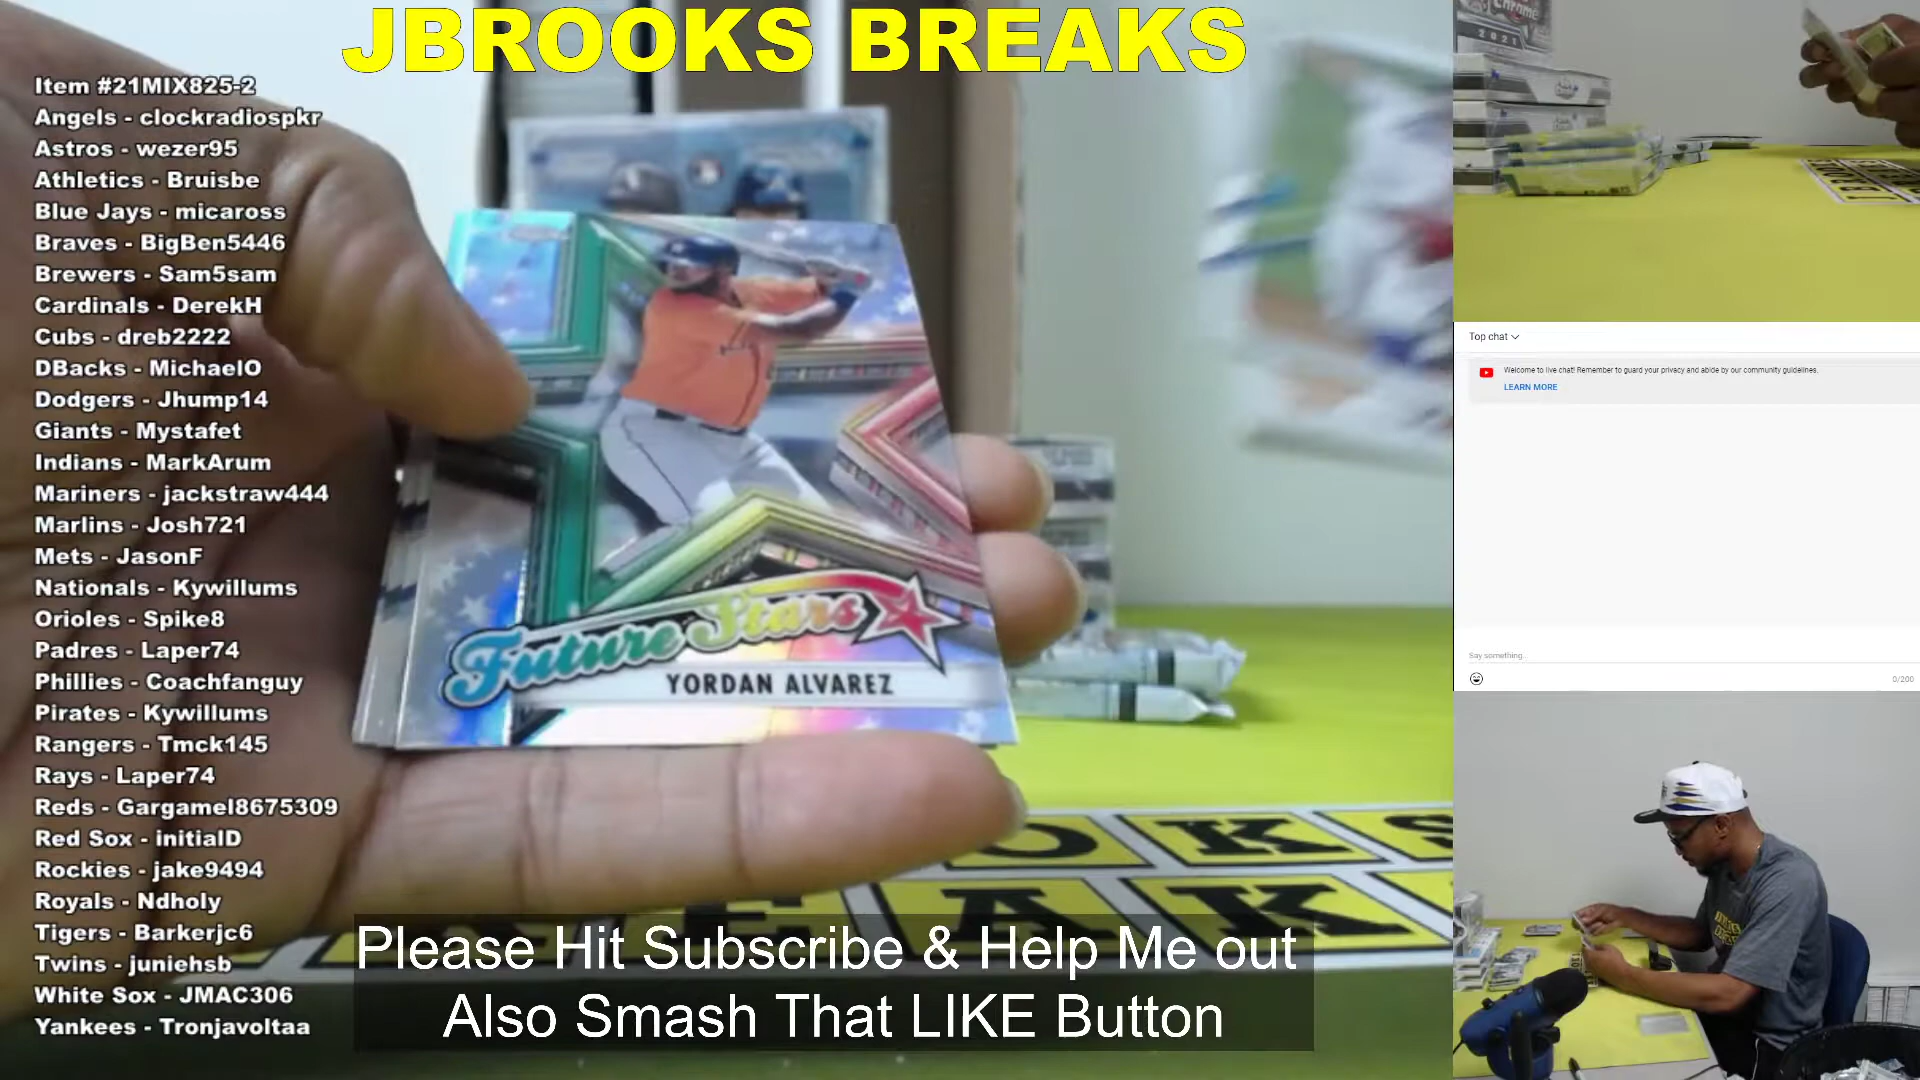 JBROOKS BREAKS
Item #21MIX825-2
Angels - clockradiospkr
Astros - wezer95
Athletics - Bruisbe
Blue Jays - micaross
Braves - BigBen5446
Brewers - Sam5sam
Cardinals - DerekH
Cubs - dreb2222
DBacks - MichaelO
Dodgers - Jhump14
Giants - Mystafet
Indians - MarkArum
Mariners - jackstraw444
Marlins - Josh721
Mets - JasonF
Nationals - Kywillums
Orioles - Spike8
Padres - Laper74
Phillies - Coachfanguy
Pirates - Kywillums
Rangers - Tmck145
Rays - Laper74
Reds - Gargamel8675309
Red Sox - initialD
Rockies - jake9494
Royals - Ndholy
Tigers - Barkerjc6
Twins - juniehsb
White Sox - JMAC306
Yankees - Tronjavoltaa
Future Stars
YORDAN ALVAREZ
Please Hit Subscribe & Help Me out
Also Smash That LIKE Button
Chrome
2021
Top chat
Welcome to live chat! Remember to guard your privacy and abide by our community guidelines.
LEARN MORE
Say something...
0/200